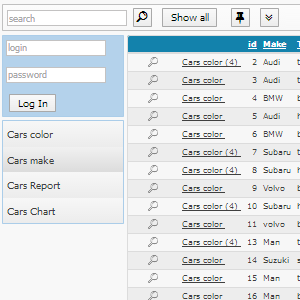 search Show all
login
password
Log In
Cars color
Cars make
Cars Report
Cars Chart
id Make
Cars color (4) 2 Audi
Cars color 3 Audi
Cars color (4) 4 BMW
Cars color 5 Audi
Cars color 6 BMW
Cars color (4) 7 Subaru
Cars color (4) 8 Subaru
Cars color 9 Volvo
Cars color (4) 10 Subaru
Cars color 11 volvo
Cars color (4) 13 Man
Cars color 14 Suzuki
Cars color 15 Man
Cars color 16 Man